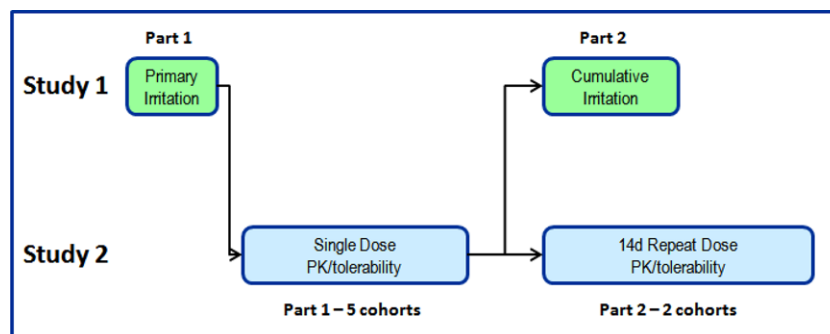 Part 1
Part 2
Study 1
Primary
Irritation
Cumulative
Irritation
Study 2
Single Dose
PK/tolerability
14d Repeat Dose
PK/tolerability
Part 1 – 5 cohorts
Part 2 – 2 cohorts